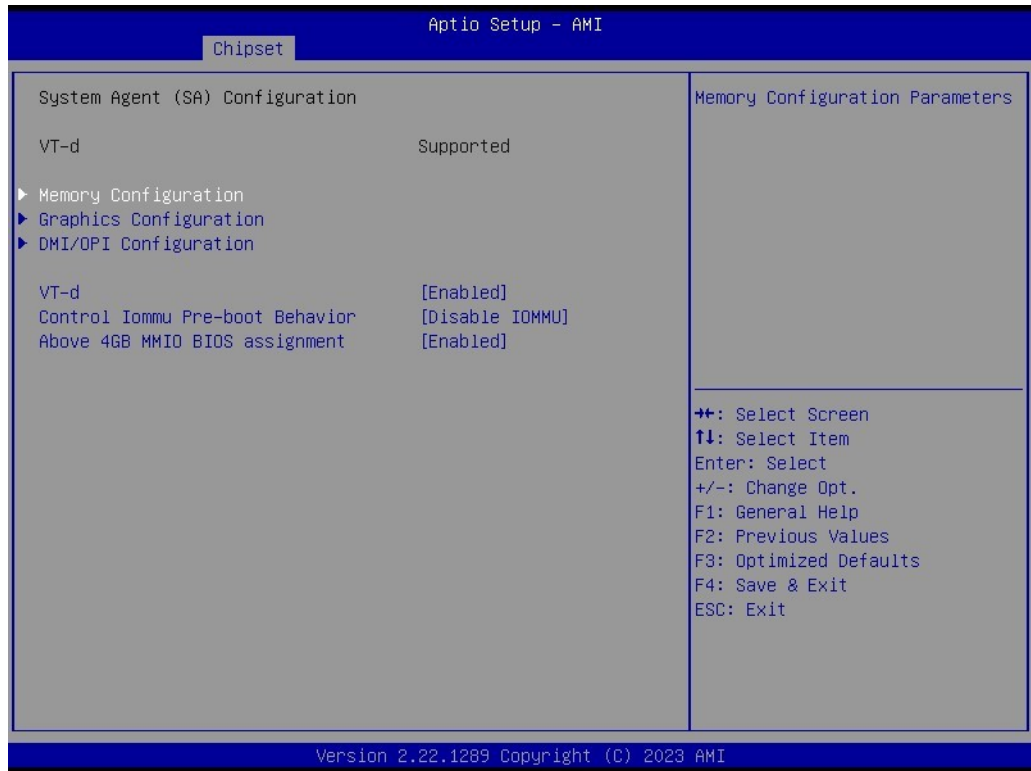 Aptio Setup – AMI
Chipset
System Agent (SA) Configuration
VT-d Supported
Memory Configuration
Graphics Configuration
DMI/OPI Configuration
VT-d [Enabled]
Control Iommu Pre-boot Behavior [Disable IOMMU]
Above 4GB MMIO BIOS assignment [Enabled]
Memory Configuration Parameters
→←: Select Screen
↑↓: Select Item
Enter: Select
+/-: Change Opt.
F1: General Help
F2: Previous Values
F3: Optimized Defaults
F4: Save & Exit
ESC: Exit
Version 2.22.1289 Copyright (C) 2023 AMI